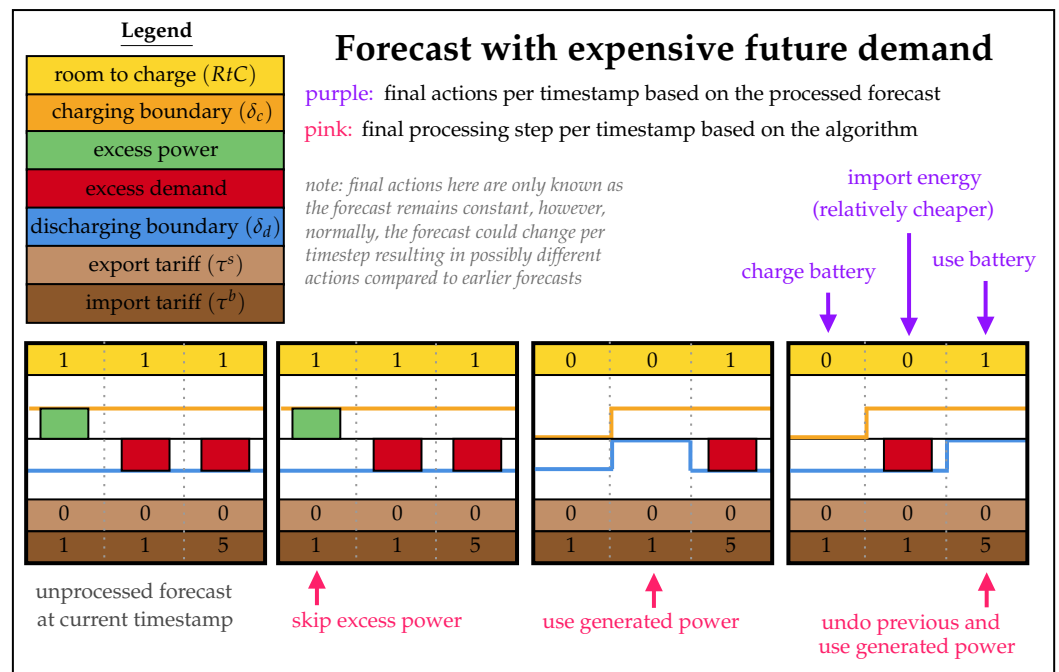 Legend
room to charge (RtC)
charging boundary (δc)
excess power
excess demand
discharging boundary (δd)
export tariff (τˢ)
import tariff (τᵇ)
Forecast with expensive future demand
purple: final actions per timestamp based on the processed forecast
pink: final processing step per timestamp based on the algorithm
note: final actions here are only known as
the forecast remains constant, however,
normally, the forecast could change per
timestep resulting in possibly different
actions compared to earlier forecasts
import energy
(relatively cheaper)
charge battery
use battery
1 1 1
0 0 0
1 1 5
unprocessed forecast
at current timestamp
1 1 1
0 0 0
1 1 5
skip excess power
0 0 1
0 0 0
1 1 5
use generated power
0 0 1
0 0 0
1 1 5
undo previous and
use generated power